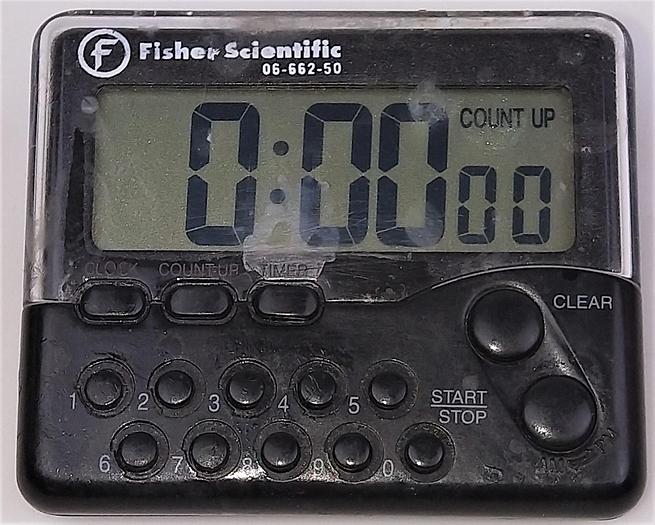 Fisher Scientific
06-662-50
COUNT UP
0:00 00
CLOCK COUNT-UP TIMER
CLEAR
1 2 3 4 5
START
STOP
6 7 8 9 0